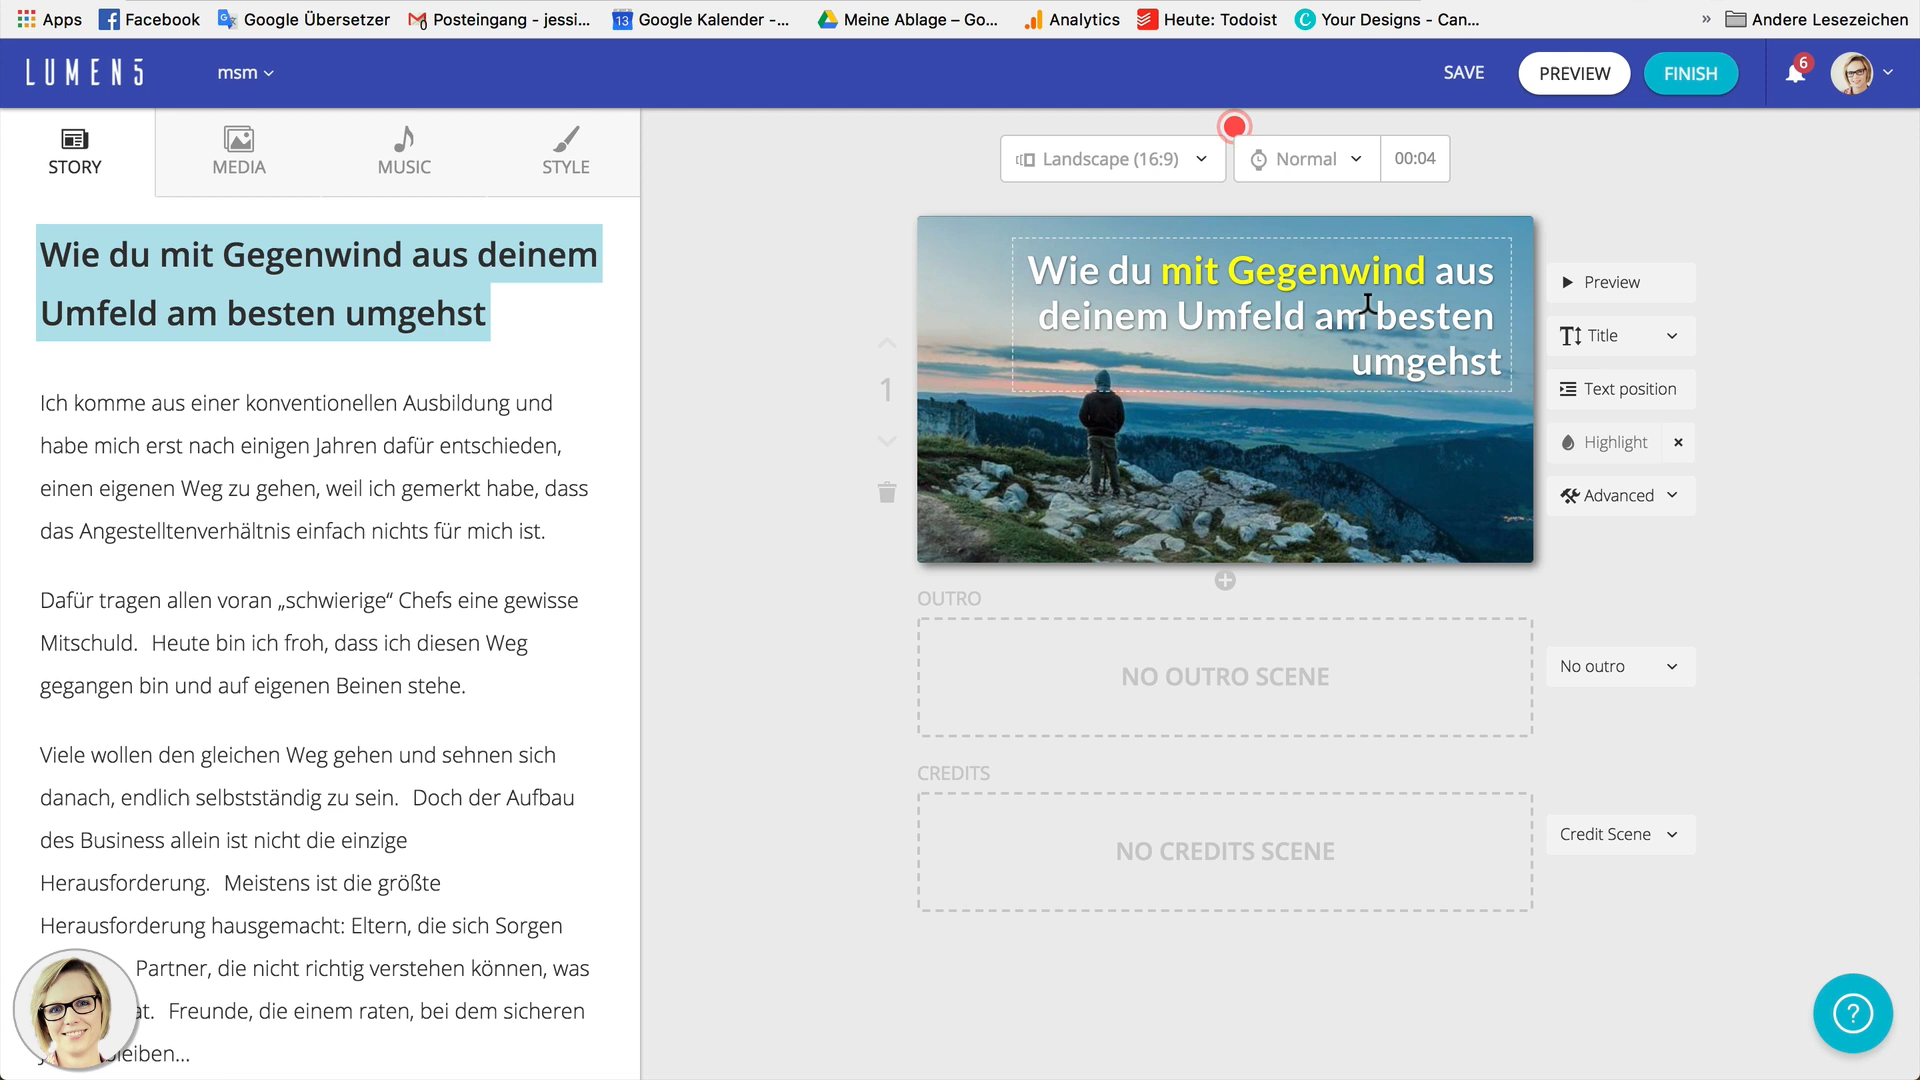 Apps Facebook Google Übersetzer Posteingang - jessi... Google Kalender -... Meine Ablage – Go... Analytics Heute: Todoist Your Designs - Can... » Andere Lesezeichen
LUMEN5 msm SAVE PREVIEW FINISH 6
STORY MEDIA MUSIC STYLE
Landscape (16:9) Normal 00:04
Wie du mit Gegenwind aus deinem
Umfeld am besten umgehst
Ich komme aus einer konventionellen Ausbildung und
habe mich erst nach einigen Jahren dafür entschieden,
einen eigenen Weg zu gehen, weil ich gemerkt habe, dass
das Angestelltenverhältnis einfach nichts für mich ist.
Dafür tragen allen voran „schwierige“ Chefs eine gewisse
Mitschuld. Heute bin ich froh, dass ich diesen Weg
gegangen bin und auf eigenen Beinen stehe.
Viele wollen den gleichen Weg gehen und sehnen sich
danach, endlich selbstständig zu sein. Doch der Aufbau
des Business allein ist nicht die einzige
Herausforderung. Meistens ist die größte
Herausforderung hausgemacht: Eltern, die sich Sorgen
Partner, die nicht richtig verstehen können, was
at. Freunde, die einem raten, bei dem sicheren
leiben...
1
Wie du mit Gegenwind aus
deinem Umfeld am besten
umgehst
Preview
Title
Text position
Highlight ×
Advanced
OUTRO
NO OUTRO SCENE
No outro
CREDITS
NO CREDITS SCENE
Credit Scene
?